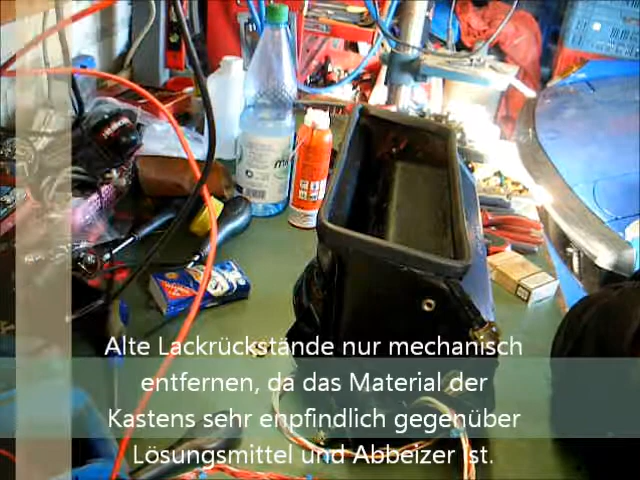 Alte Lackrückstände nur mechanisch
entfernen, da das Material der
Kastens sehr enpfindlich gegenüber
Lösungsmittel und Abbeizer ist.